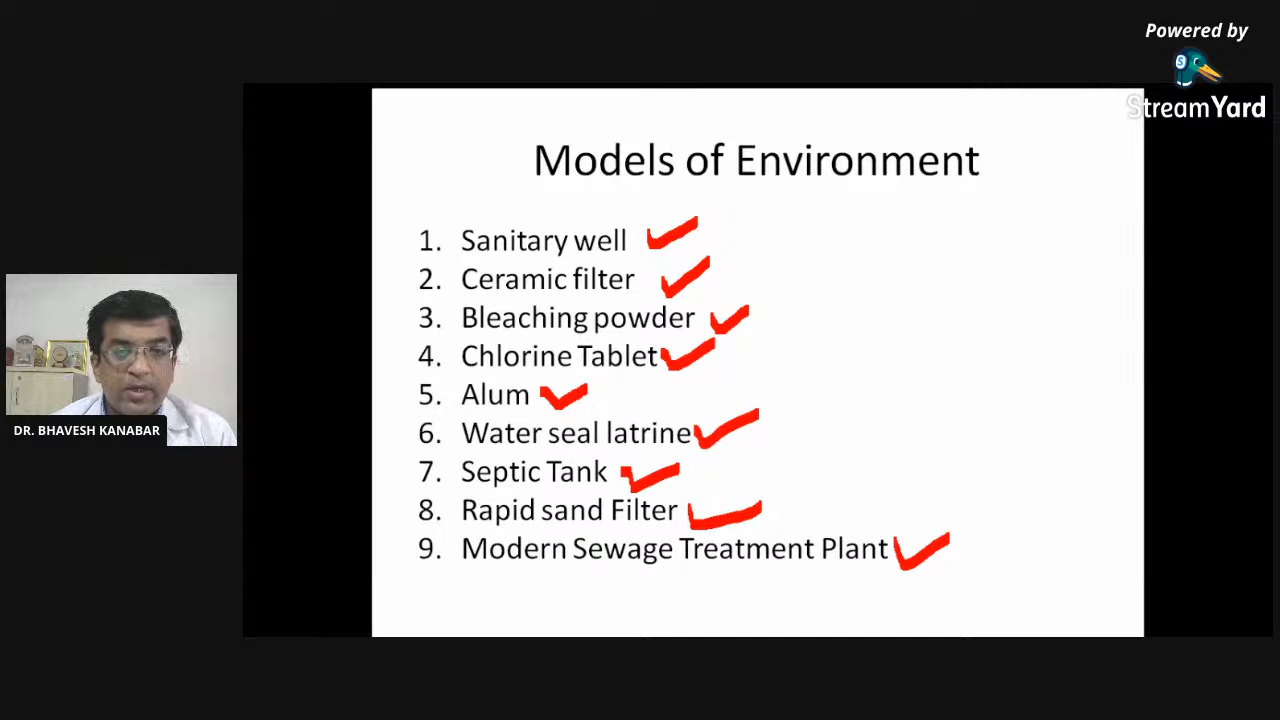 Powered by
StreamYard
Models of Environment
1. Sanitary well
2. Ceramic filter
3. Bleaching powder
4. Chlorine Tablet
5. Alum
6. Water seal latrine
7. Septic Tank
8. Rapid sand Filter
9. Modern Sewage Treatment Plant
DR. BHAVESH KANABAR